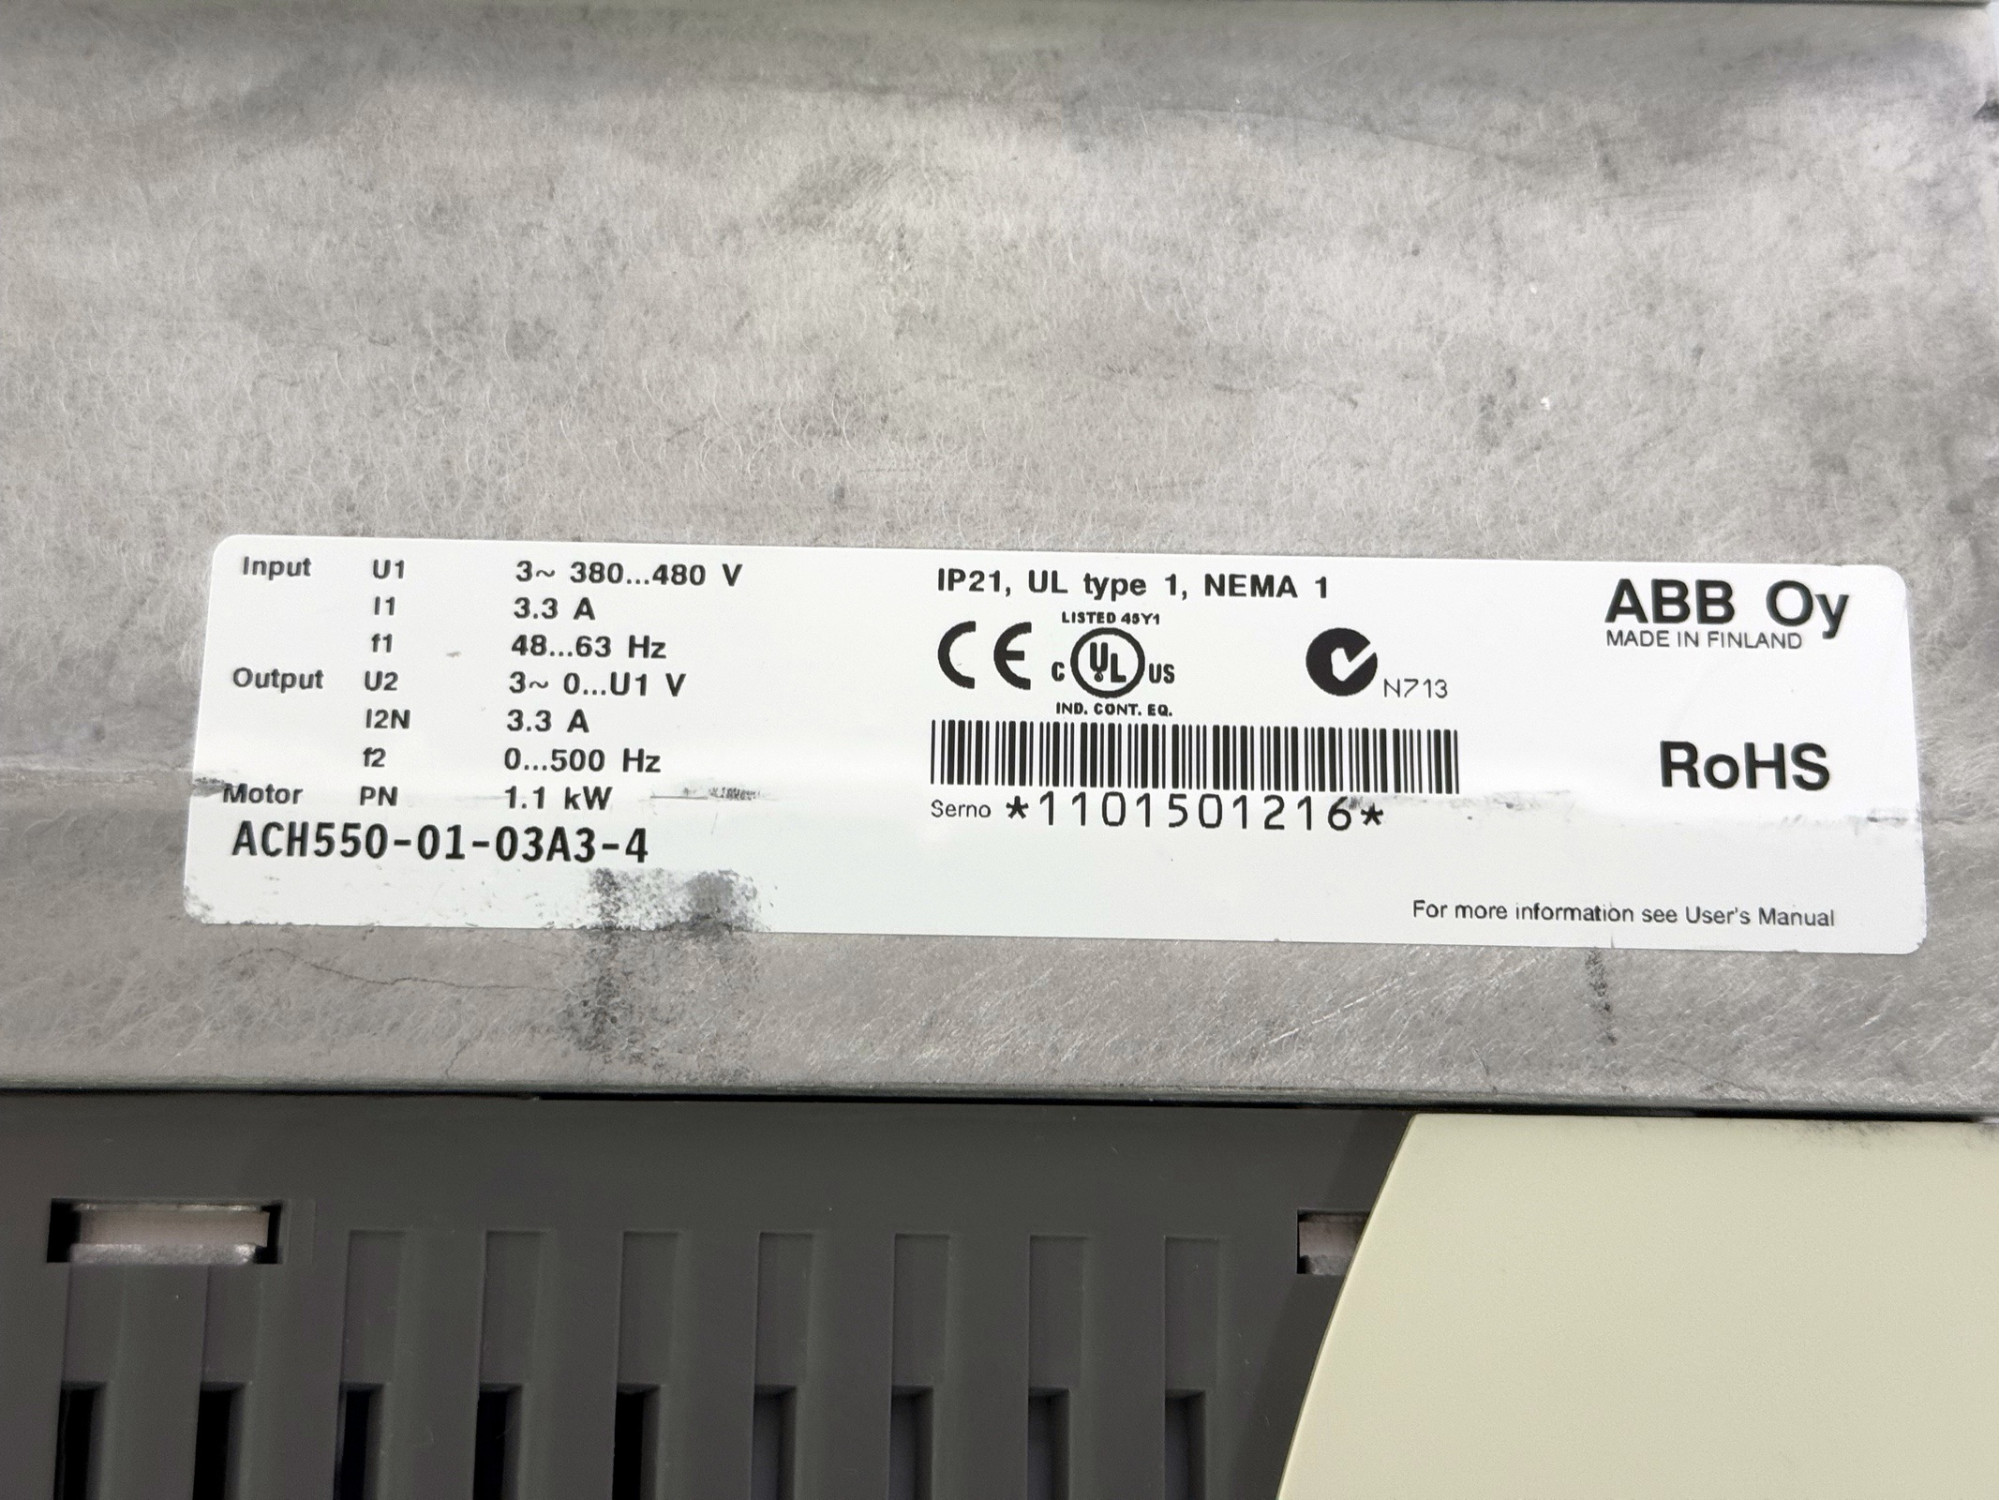 Input U1 3~ 380...480 V
I1 3.3 A
f1 48...63 Hz
Output U2 3~ 0...U1 V
I2N 3.3 A
f2 0...500 Hz
Motor PN 1.1 kW
ACH550-01-03A3-4
IP21, UL type 1, NEMA 1
LISTED 45Y1
CE C UL US
IND. CONT. EQ.
N713
Serno *1101501216*
ABB Oy
MADE IN FINLAND
RoHS
For more information see User's Manual